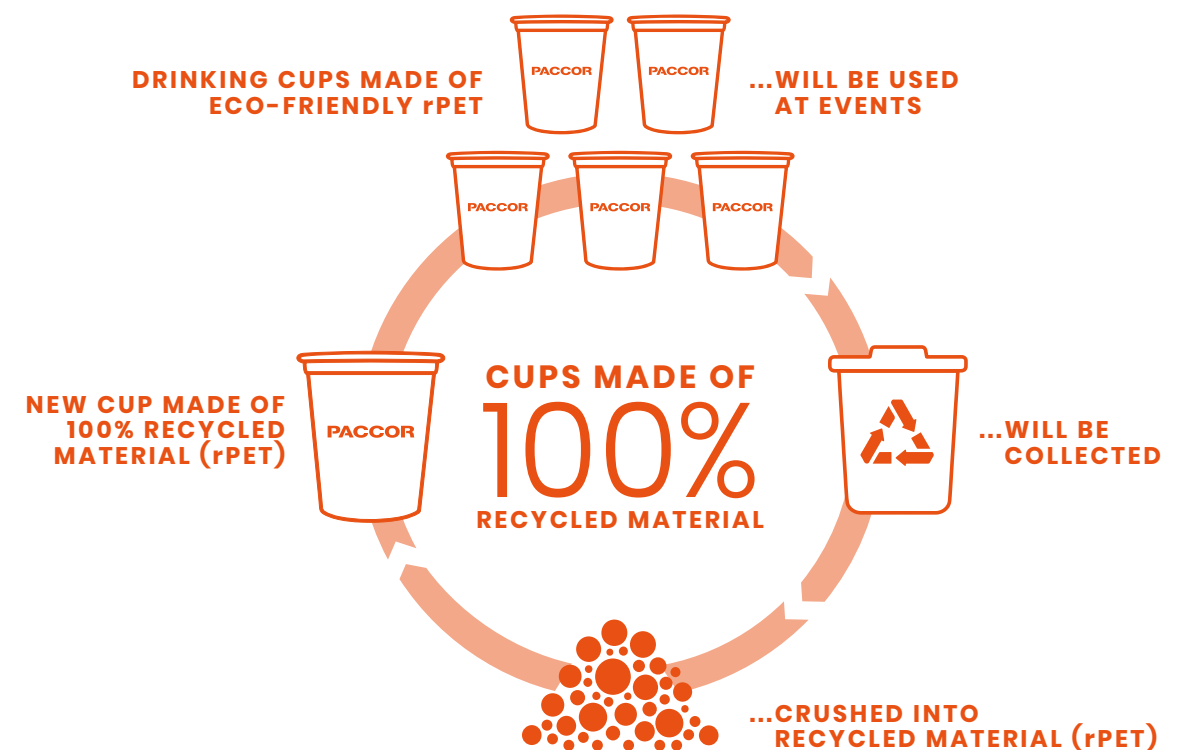 PACCOR
PACCOR
DRINKING CUPS MADE OF
ECO-FRIENDLY rPET
...WILL BE USED
AT EVENTS
PACCOR
PACCOR
PACCOR
CUPS MADE OF
100%
RECYCLED MATERIAL
NEW CUP MADE OF
100% RECYCLED
MATERIAL (rPET)
PACCOR
...WILL BE
COLLECTED
...CRUSHED INTO
RECYCLED MATERIAL (rPET)